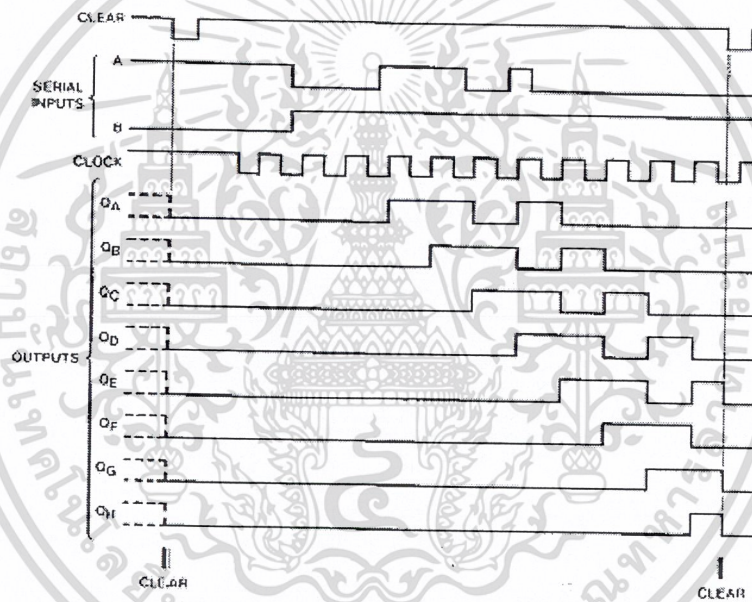 CLEAR
A
SERIAL
INPUTS
B
CLOCK
QA
QB
QC
QD
OUTPUTS
QE
QF
QG
QH
CLEAR
CLEAR